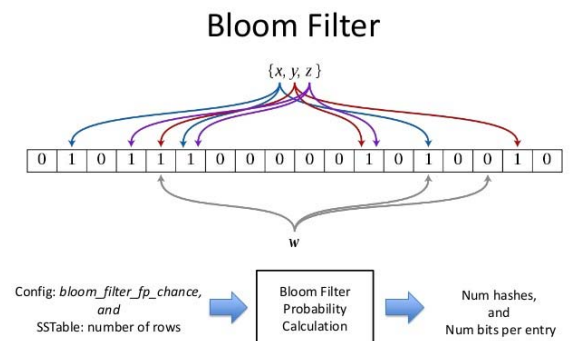 Bloom Filter
{x, y, z}
0 1 0 1 1 1 0 0 0 0 0 1 0 1 0 0 1 0
w
Config: bloom_filter_fp_chance,
and
SSTable: number of rows
Bloom Filter
Probability
Calculation
Num hashes,
and
Num bits per entry